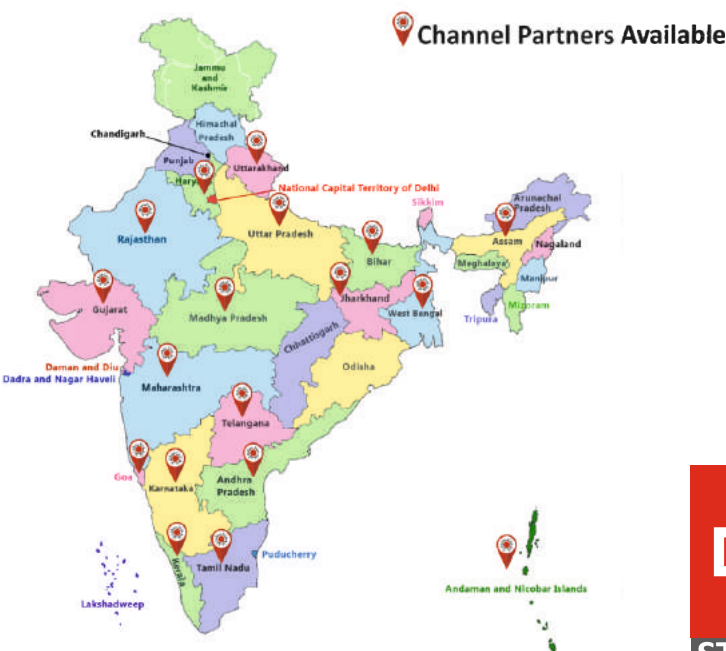 Channel Partners Available
Jammu
and
Kashmir
Himachal
Pradesh
Chandigarh
Punjab
Uttarakhand
Hary
National Capital Territory of Delhi
Rajasthan
Uttar Pradesh
Bihar
Sikkim
Arunachal
Pradesh
Assam
Nagaland
Meghalaya
Manipur
Mizoram
Tripura
Gujarat
Madhya Pradesh
Jharkhand
West Bengal
Chhattisgarh
Odisha
Daman and Diu
Dadra and Nagar Haveli
Maharashtra
Telangana
Goa
Karnataka
Andhra
Pradesh
Kerala
Tamil Nadu
Puducherry
Lakshadweep
Andaman and Nicobar Islands